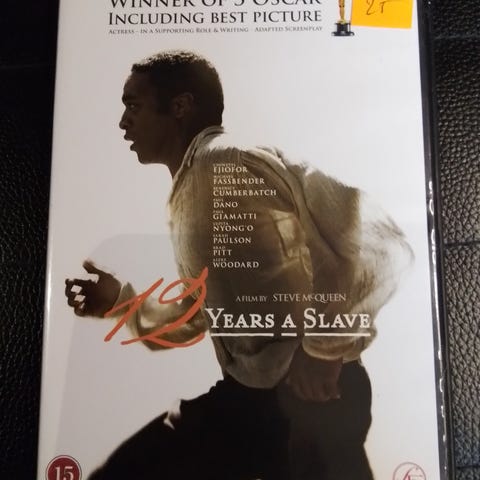 WINNER OF 3 OSCAR
INCLUDING BEST PICTURE
ACTRESS - IN A SUPPORTING ROLE & WRITING - ADAPTED SCREENPLAY
CHIWETEL
EJIOFOR
MICHAEL
FASSBENDER
BENEDICT
CUMBERBATCH
PAUL
DANO
PAUL
GIAMATTI
LUPITA
NYONG'O
SARAH
PAULSON
BRAD
PITT
ALFRE
WOODARD
A FILM BY STEVE McQUEEN
12 YEARS A SLAVE
15